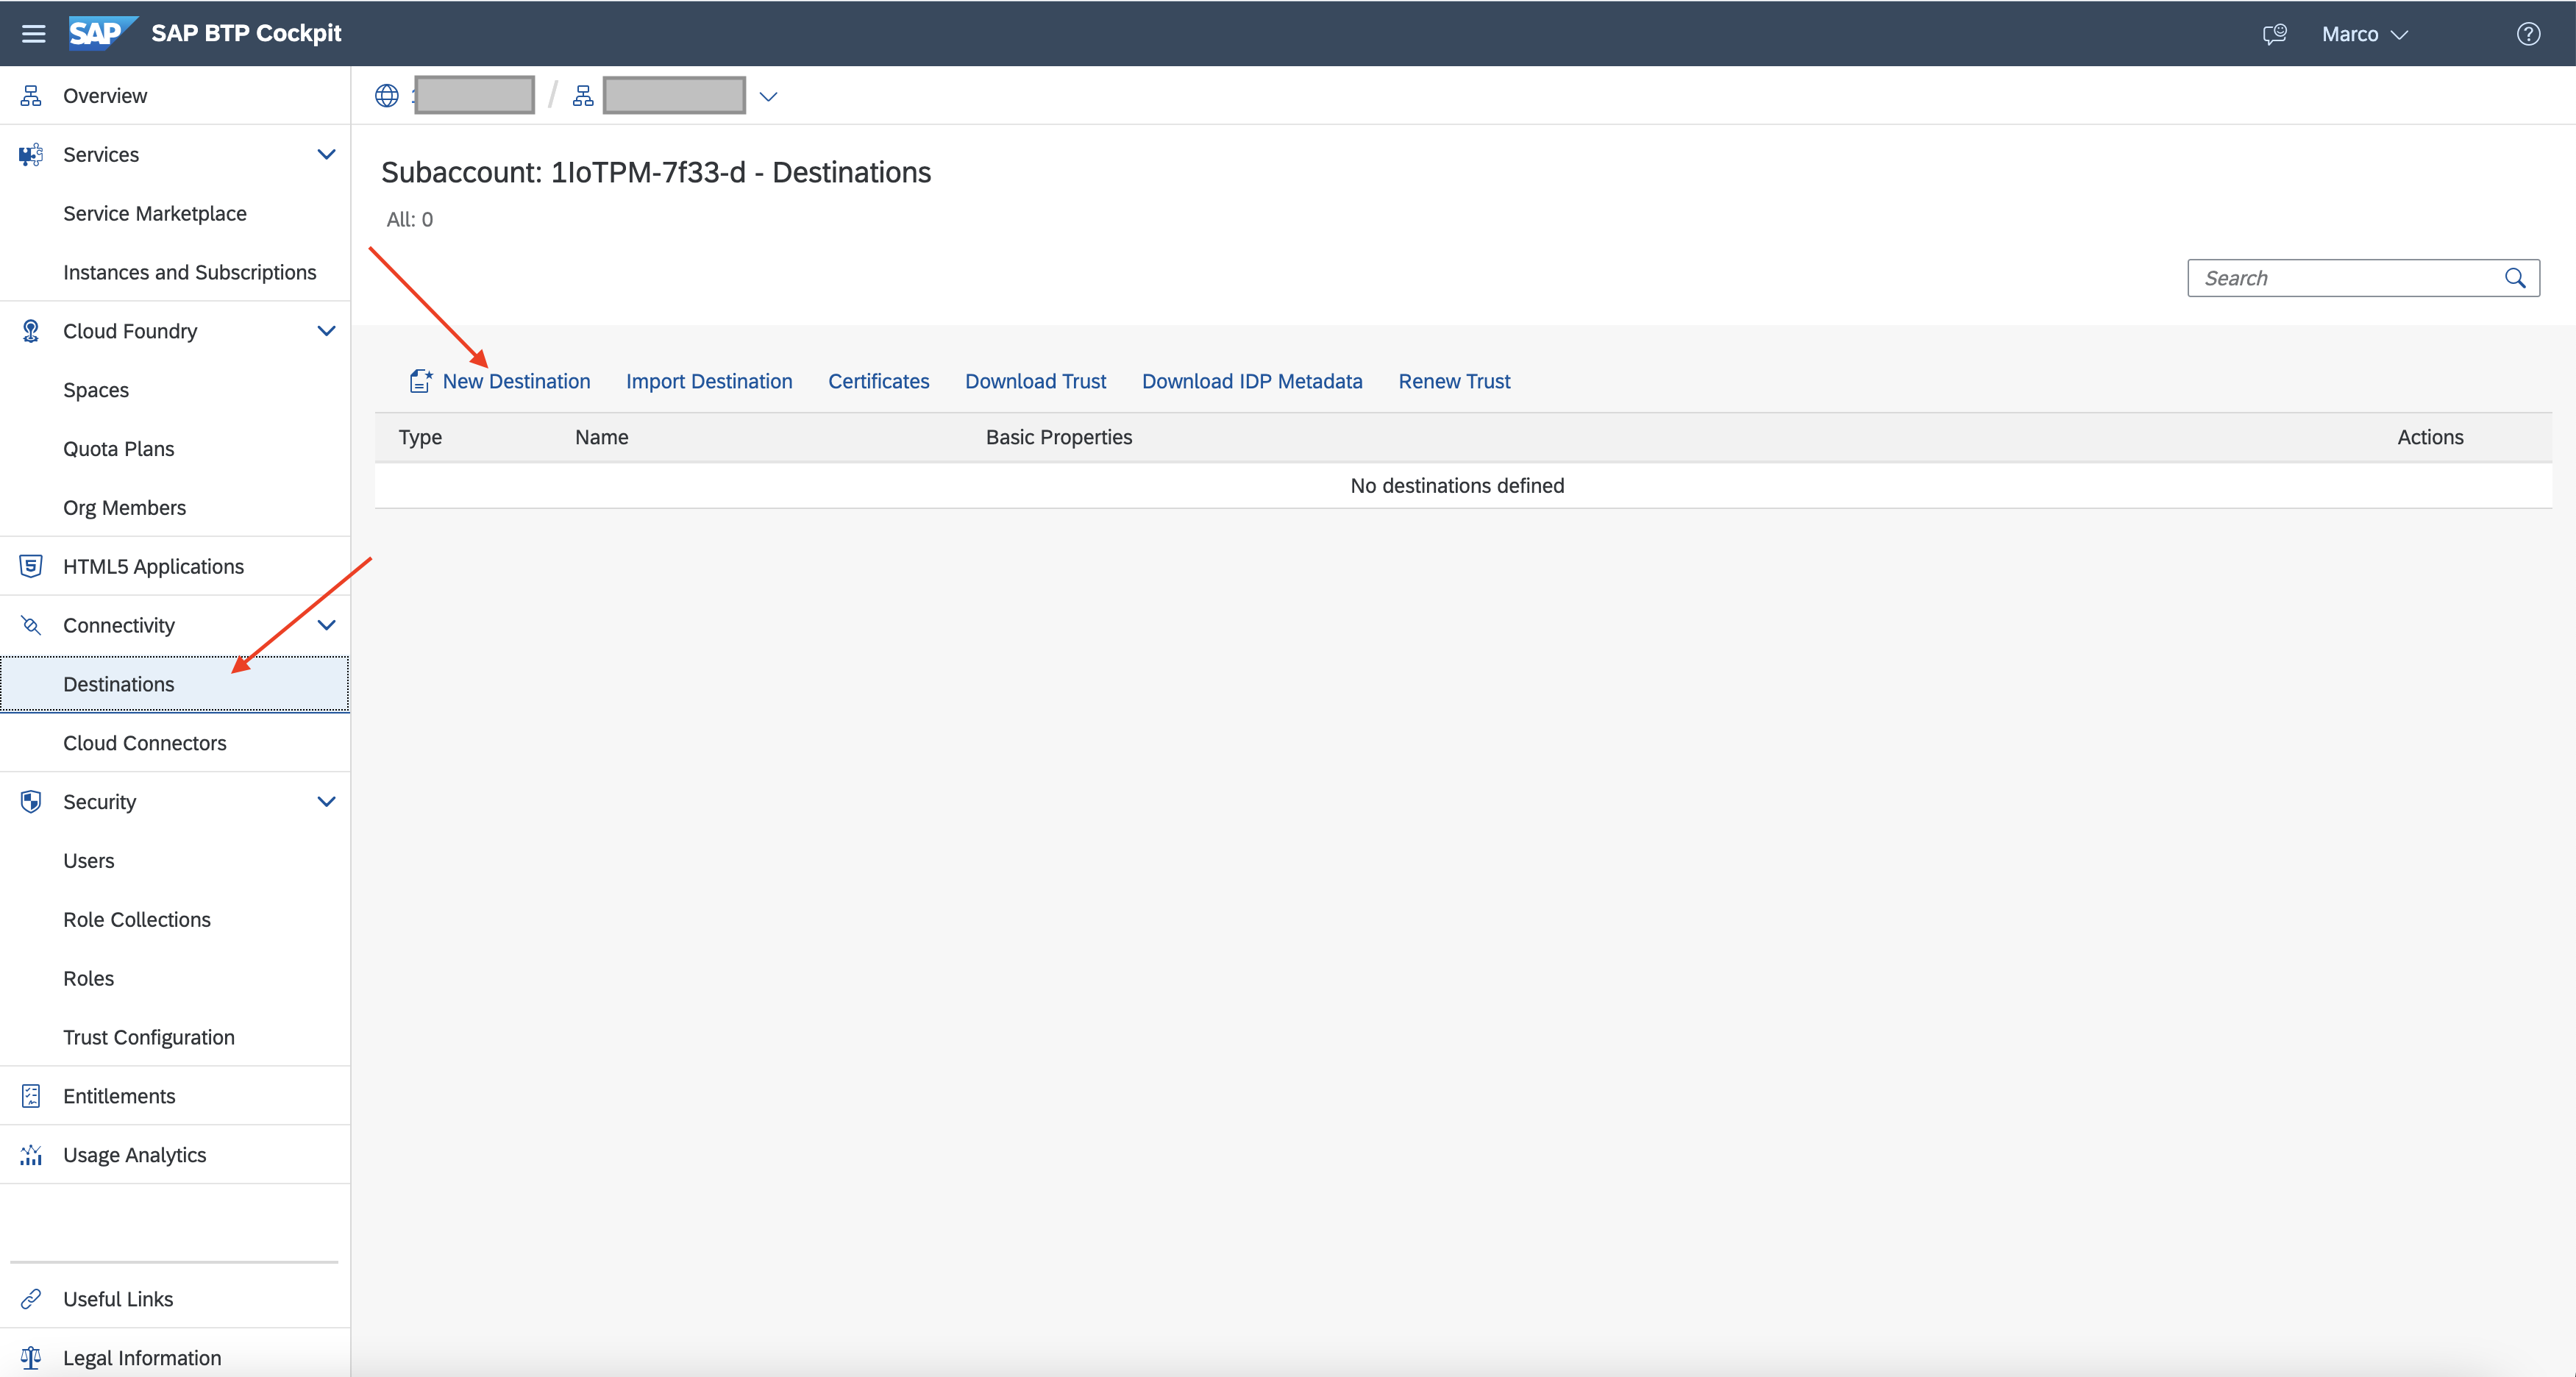 SAP SAP BTP Cockpit
Marco
Overview
Services
Service Marketplace
Instances and Subscriptions
Cloud Foundry
Spaces
Quota Plans
Org Members
HTML5 Applications
Connectivity
Destinations
Cloud Connectors
Security
Users
Role Collections
Roles
Trust Configuration
Entitlements
Usage Analytics
Useful Links
Legal Information
/
Subaccount: 1IoTPM-7f33-d - Destinations
All: 0
Search
New Destination Import Destination Certificates Download Trust Download IDP Metadata Renew Trust
Type Name Basic Properties Actions
No destinations defined